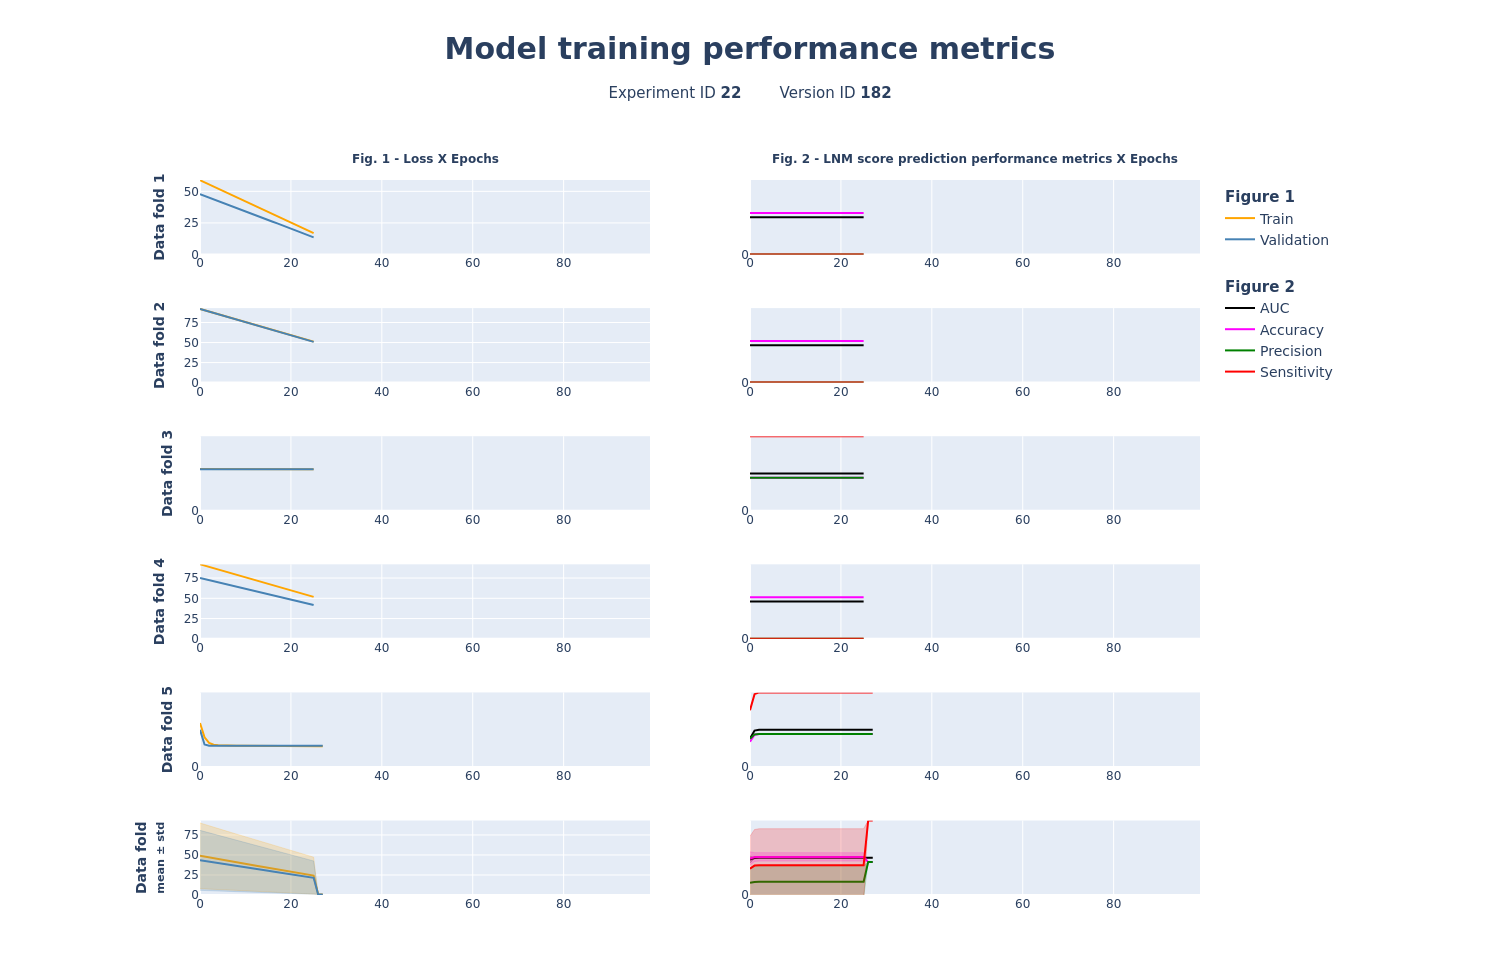 Model training performance metrics
Experiment ID 22 Version ID 182
Fig. 1 - Loss X Epochs
Fig. 2 - LNM score prediction performance metrics X Epochs
Figure 1
Train
Validation
Figure 2
AUC
Accuracy
Precision
Sensitivity
Data fold 1
50
25
0
0 20 40 60 80
0
0 20 40 60 80
Data fold 2
75
50
25
0
0 20 40 60 80
0
0 20 40 60 80
Data fold 3
0
0 20 40 60 80
0
0 20 40 60 80
Data fold 4
75
50
25
0
0 20 40 60 80
0
0 20 40 60 80
Data fold 5
0
0 20 40 60 80
0
0 20 40 60 80
Data fold
mean ± std
75
50
25
0
0 20 40 60 80
0
0 20 40 60 80